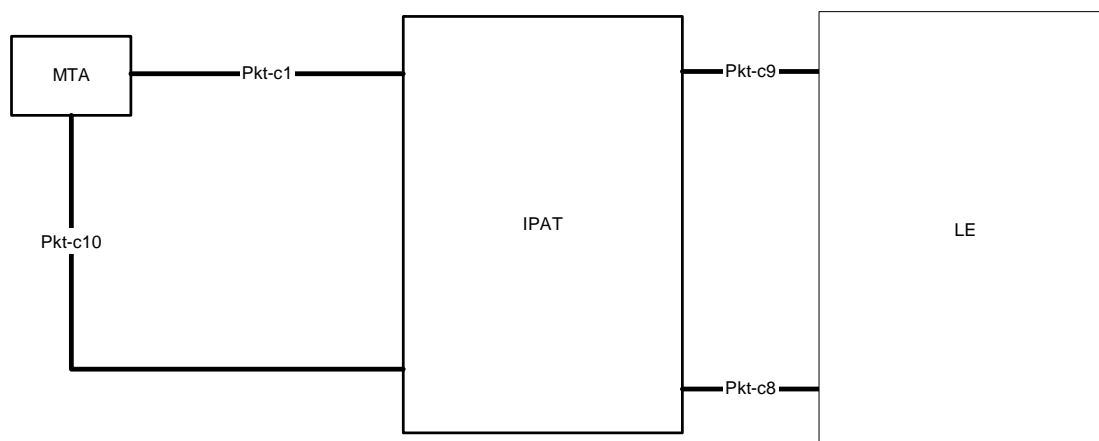 MTA
Pkt-c1
Pkt-c9
IPAT
LE
Pkt-c10
Pkt-c8